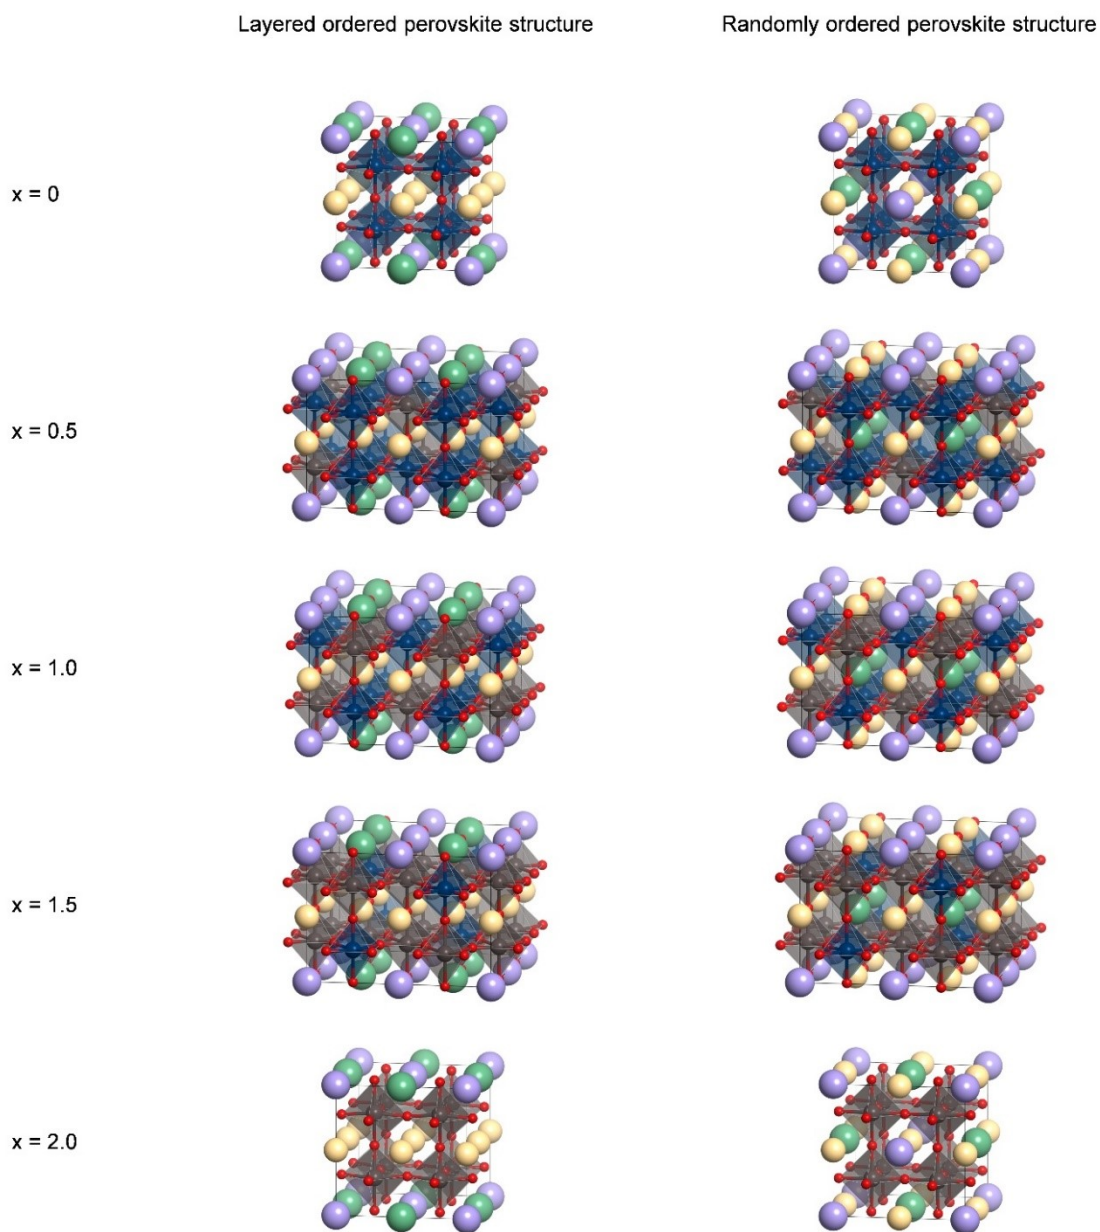 Layered ordered perovskite structure
Randomly ordered perovskite structure
x = 0
x = 0.5
x = 1.0
x = 1.5
x = 2.0